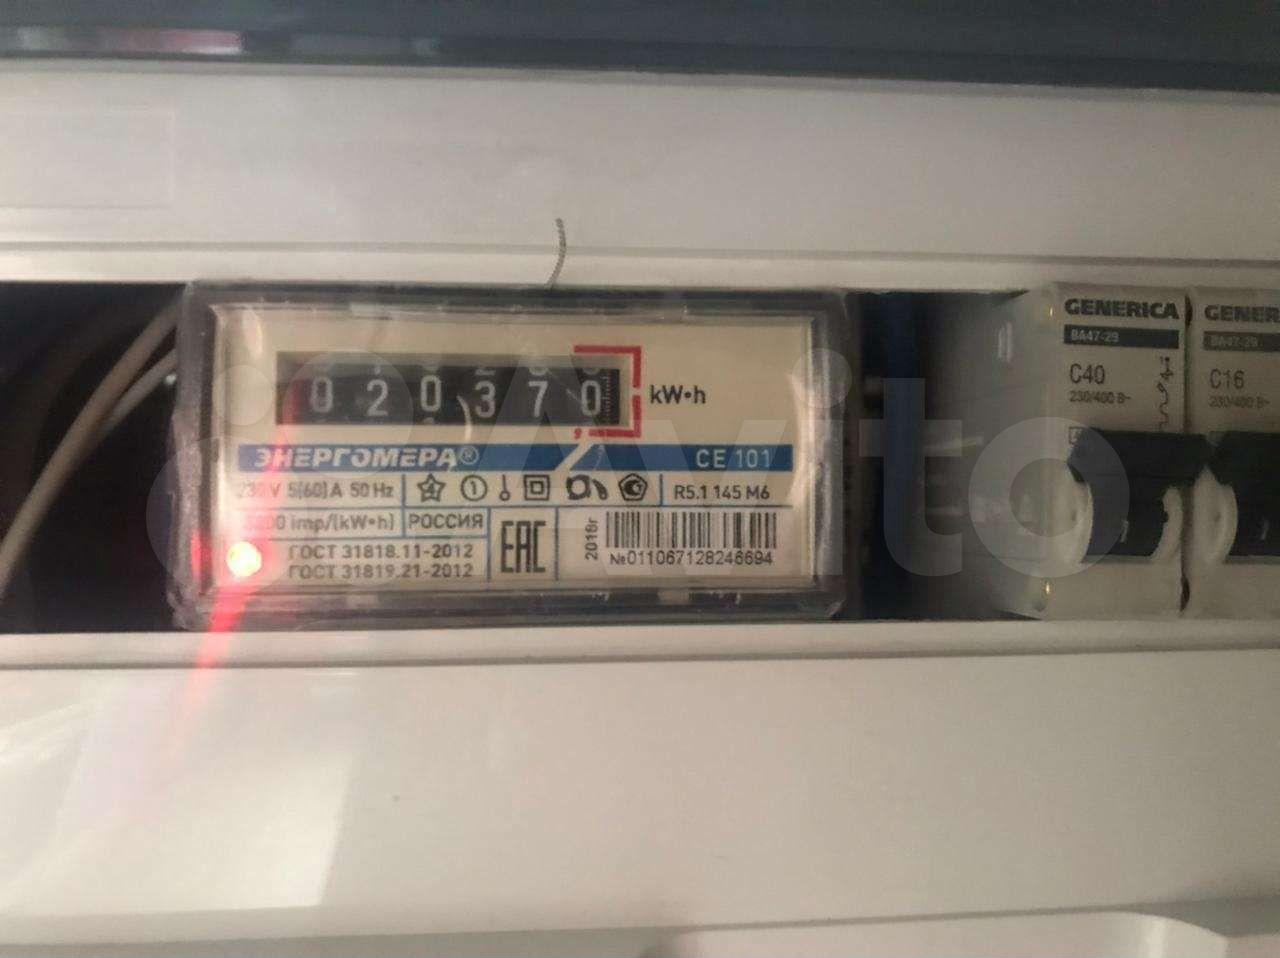 020370
kW•h
ЭНЕРГОМЕРА® CE 101
230 V 5(60) A 50 Hz
R5.1 145 M6
3200 imp/(kW•h) РОССИЯ
ГОСТ 31818.11-2012
ГОСТ 31819.21-2012
EAC
2018г
№011067128246694
GENERICA
ВА47-29
C40
230/400 В~
GENER
ВА47-29
C16
230/400 В~
Avito